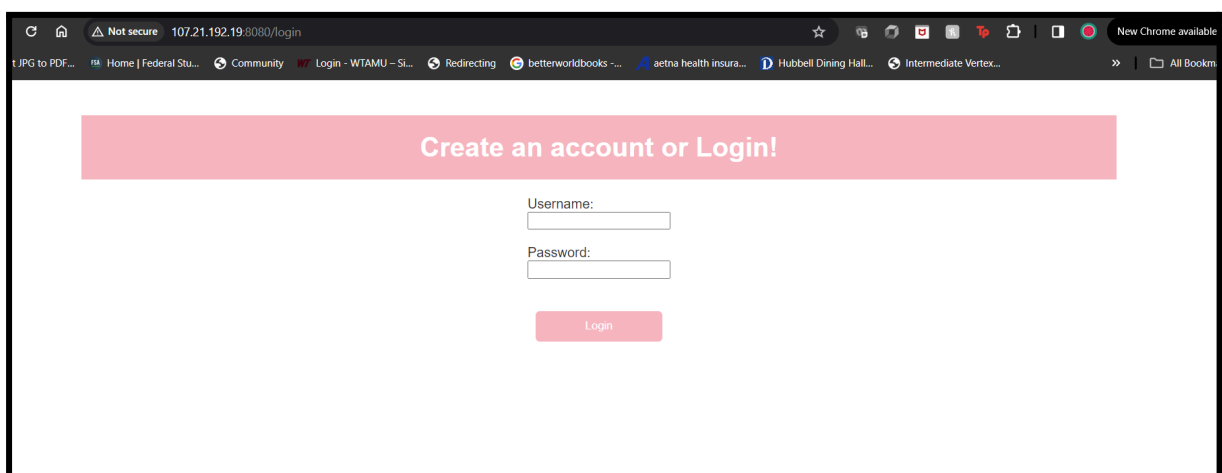 Not secure 107.21.192.19:8080/login New Chrome available
t JPG to PDF... FSA Home | Federal Stu... Community WT Login - WTAMU – Si... Redirecting betterworldbooks -... aetna health insura... Hubbell Dining Hall... Intermediate Vertex... » All Bookm
Create an account or Login!
Username:
Password:
Login